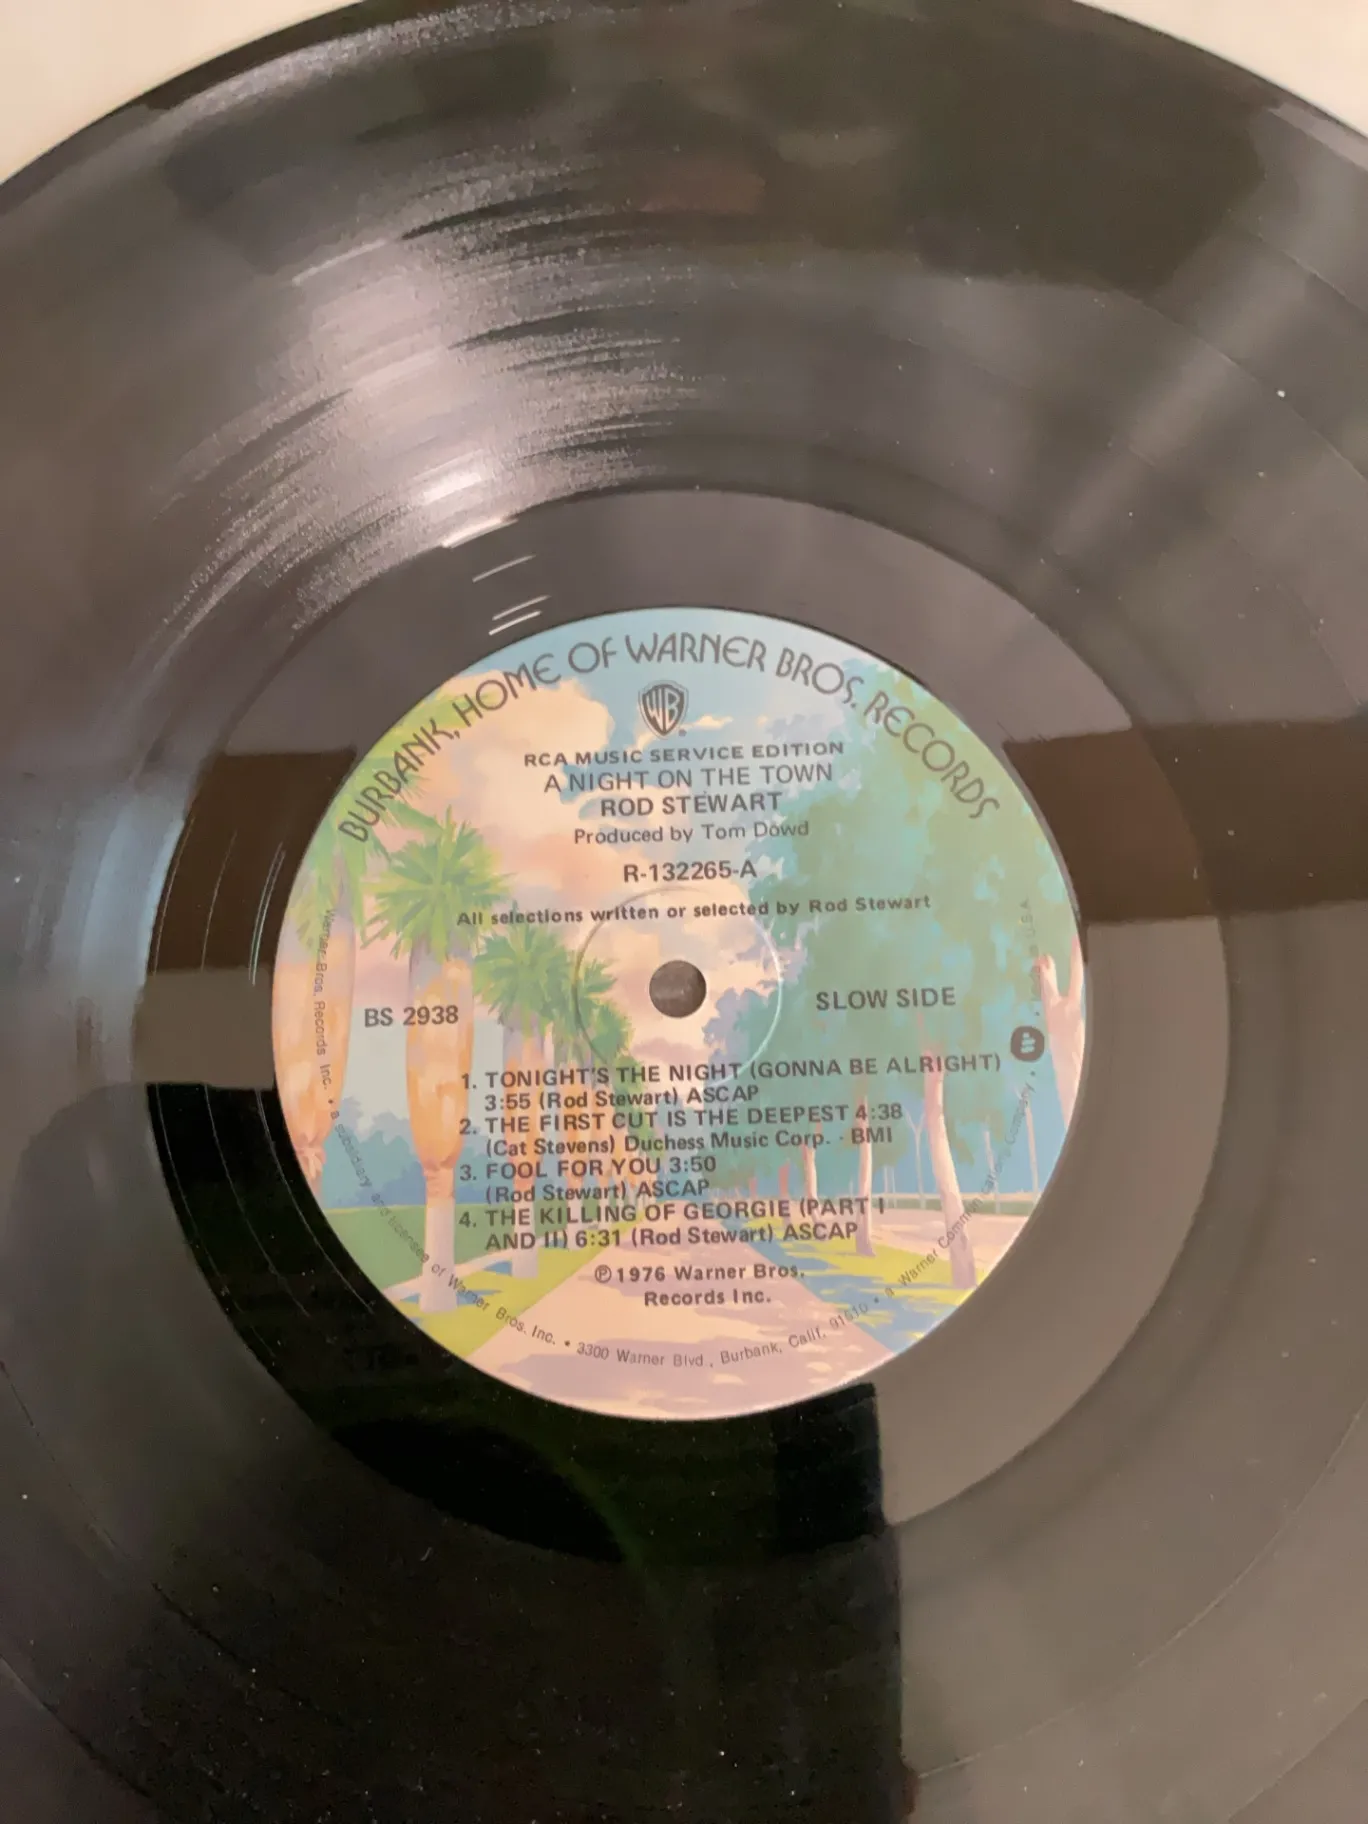 BURBANK, HOME OF WARNER BROS. RECORDS
WB
RCA MUSIC SERVICE EDITION
A NIGHT ON THE TOWN
ROD STEWART
Produced by Tom Dowd
R-132265-A
All selections written or selected by Rod Stewart
BS 2938
SLOW SIDE
1. TONIGHT'S THE NIGHT (GONNA BE ALRIGHT)
3:55 (Rod Stewart) ASCAP
2. THE FIRST CUT IS THE DEEPEST 4:38
(Cat Stevens) Duchess Music Corp. · BMI
3. FOOL FOR YOU 3:50
(Rod Stewart) ASCAP
4. THE KILLING OF GEORGIE (PART I
AND II) 6:31 (Rod Stewart) ASCAP
℗1976 Warner Bros.
Records Inc.
Warner Bros. Records Inc. • a subsidiary and licensee of Warner Bros. Inc. • 3300 Warner Blvd., Burbank, Calif. 91510 • a Warner Communications Company • Made in U.S.A.